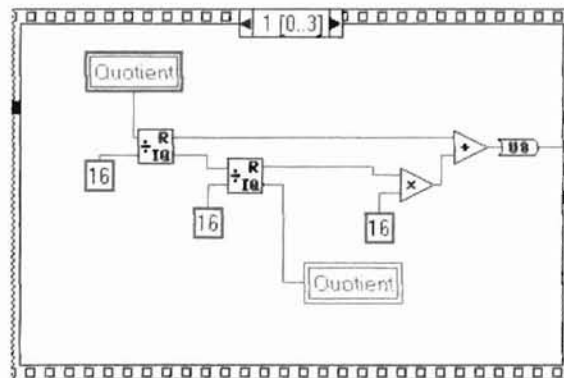 1 [0..3]
Quotient
÷ R
IQ
16
÷ R
IQ
16
×
16
+
U8
Quotient